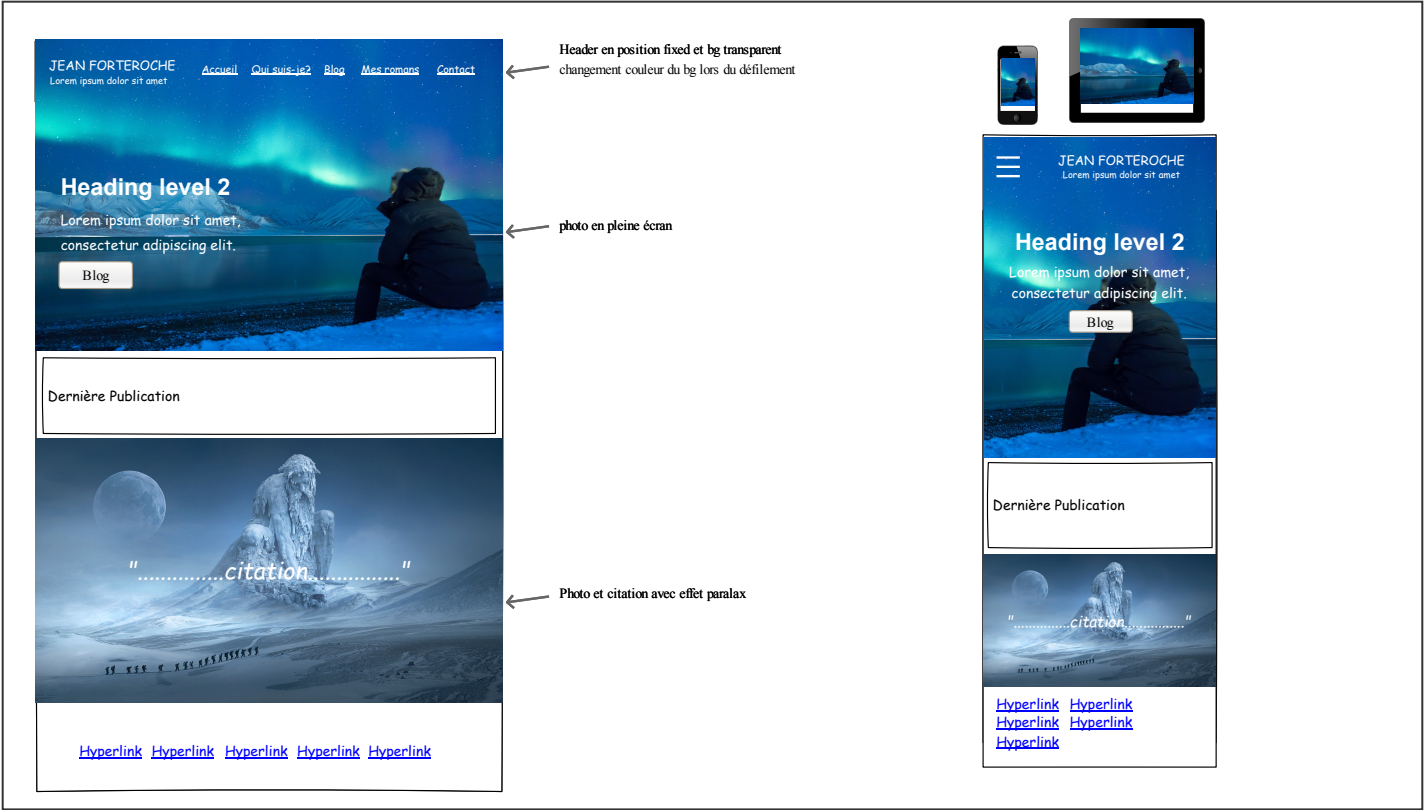 JEAN FORTEROCHE
Lorem ipsum dolor sit amet
Accueil Qui suis-je? Blog Mes romans Contact
Heading level 2
Lorem ipsum dolor sit amet,
consectetur adipiscing elit.
Blog
Dernière Publication
"...............citation................"
Hyperlink Hyperlink Hyperlink Hyperlink Hyperlink
Header en position fixed et bg transparent
changement couleur du bg lors du défilement
photo en pleine écran
Photo et citation avec effet paralax
JEAN FORTEROCHE
Lorem ipsum dolor sit amet
Heading level 2
Lorem ipsum dolor sit amet,
consectetur adipiscing elit.
Blog
Dernière Publication
"...............citation................"
Hyperlink Hyperlink
Hyperlink Hyperlink
Hyperlink